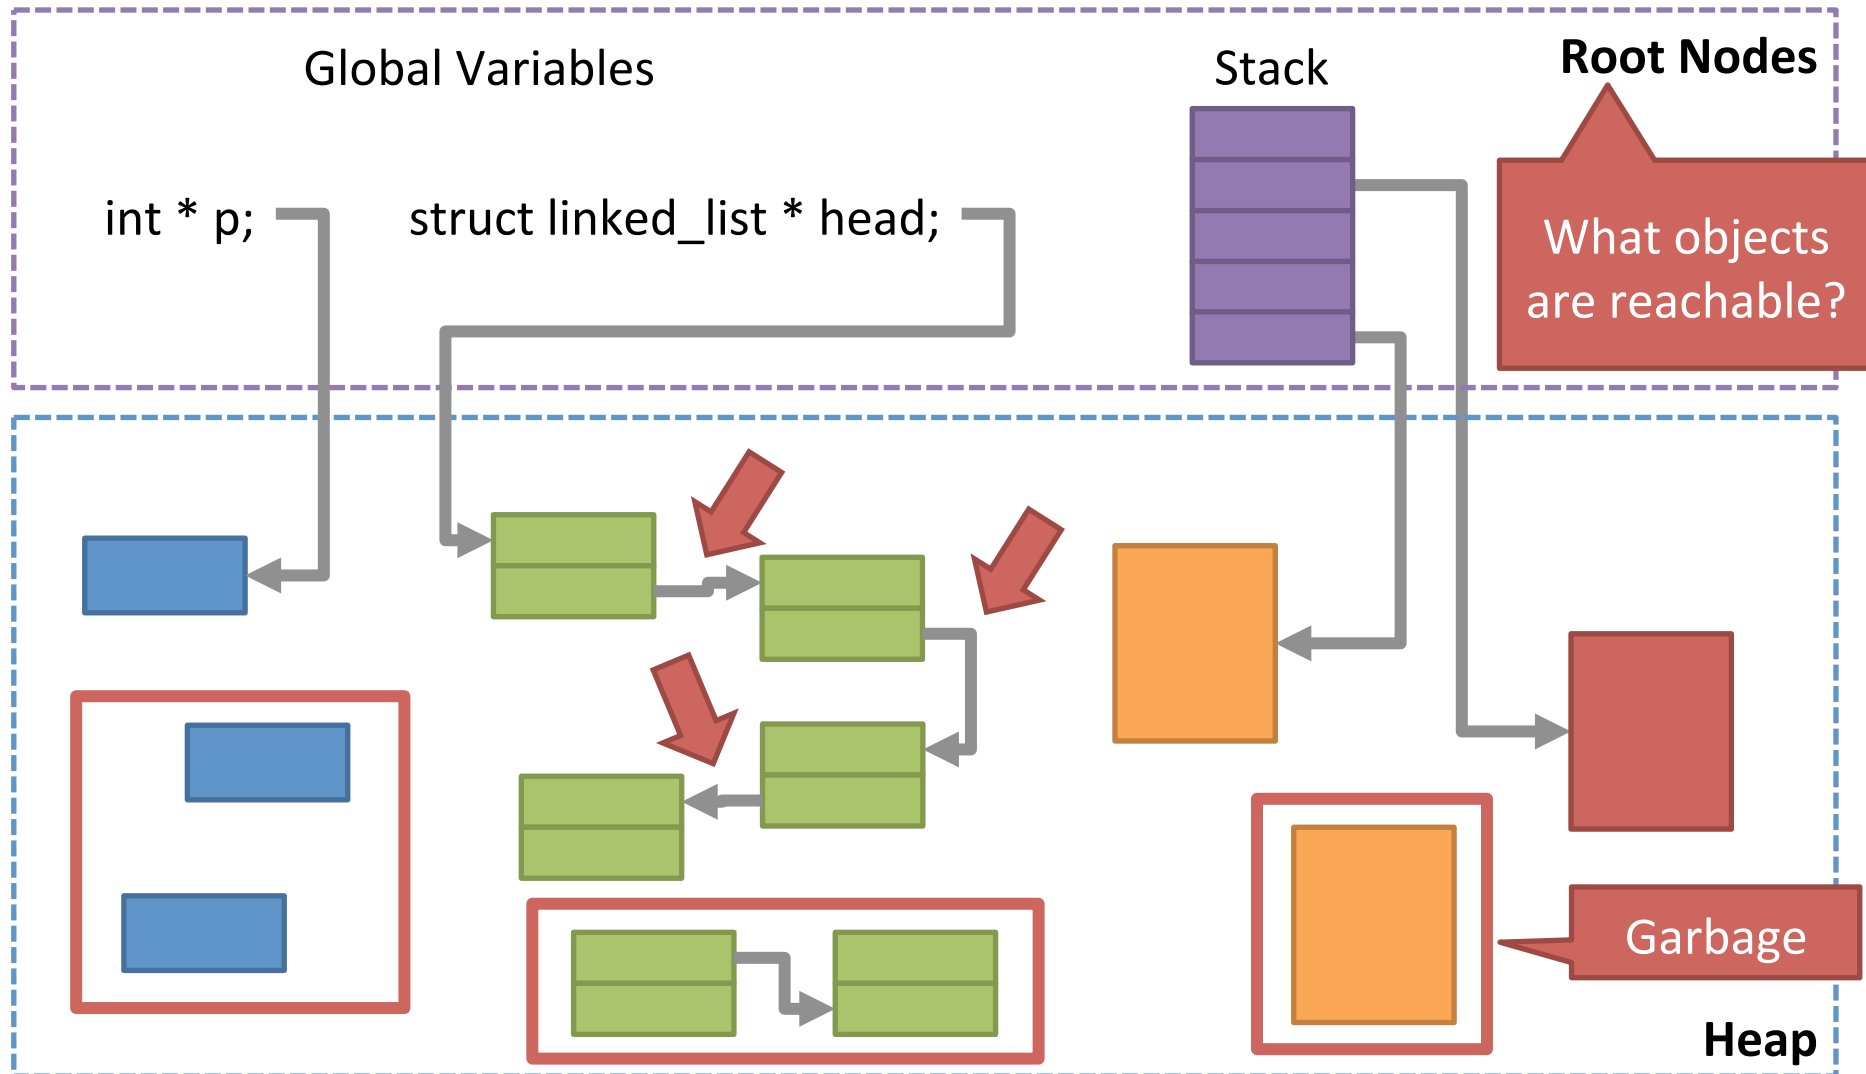 Global Variables
Stack
Root Nodes
int * p;
struct linked_list * head;
What objects
are reachable?
Garbage
Heap